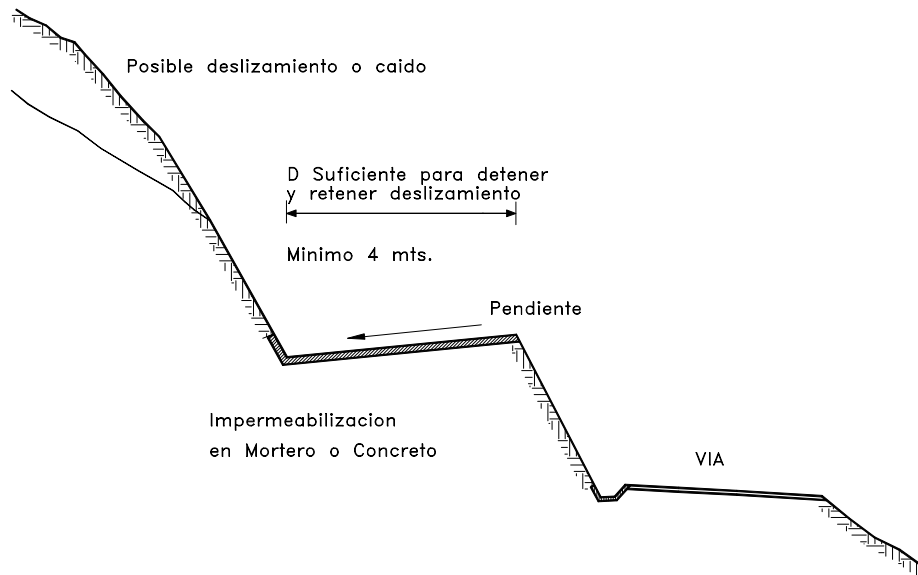 Posible deslizamiento o caido
D Suficiente para detener
y retener deslizamiento
Minimo 4 mts.
Pendiente
Impermeabilizacion
en Mortero o Concreto
VIA